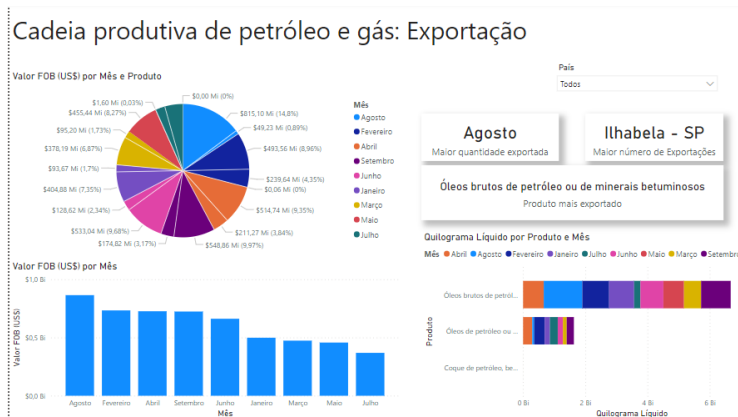 Cadeia produtiva de petróleo e gás: Exportação
País
Todos
Valor FOB (US$) por Mês e Produto
$0,00 Mi (0%)
$1,60 Mi (0,03%)
$455,44 Mi (8,27%)
$95,20 Mi (1,73%)
$378,19 Mi (6,87%)
$93,67 Mi (1,7%)
$404,88 Mi (7,35%)
$128,62 Mi (2,34%)
$533,04 Mi (9,68%)
$174,82 Mi (3,17%)
$548,86 Mi (9,97%)
$211,27 Mi (3,84%)
$514,74 Mi (9,35%)
$0,06 Mi (0%)
$239,64 Mi (4,35%)
$493,56 Mi (8,96%)
$49,23 Mi (0,89%)
$815,10 Mi (14,8%)
Mês
Agosto
Fevereiro
Abril
Setembro
Junho
Janeiro
Março
Maio
Julho
Agosto
Maior quantidade exportada
Ilhabela - SP
Maior número de Exportações
Óleos brutos de petróleo ou de minerais betuminosos
Produto mais exportado
Valor FOB (US$) por Mês
Valor FOB (US$)
$1,0 Bi
$0,5 Bi
$0,0 Bi
Agosto Fevereiro Abril Setembro Junho Janeiro Março Maio Julho
Mês
Quilograma Líquido por Produto e Mês
Mês Abril Agosto Fevereiro Janeiro Julho Junho Maio Março Setembro
Produto
Óleos brutos de petról...
Óleos de petróleo ou ...
Coque de petróleo, be...
0 Bi 2 Bi 4 Bi 6 Bi
Quilograma Líquido